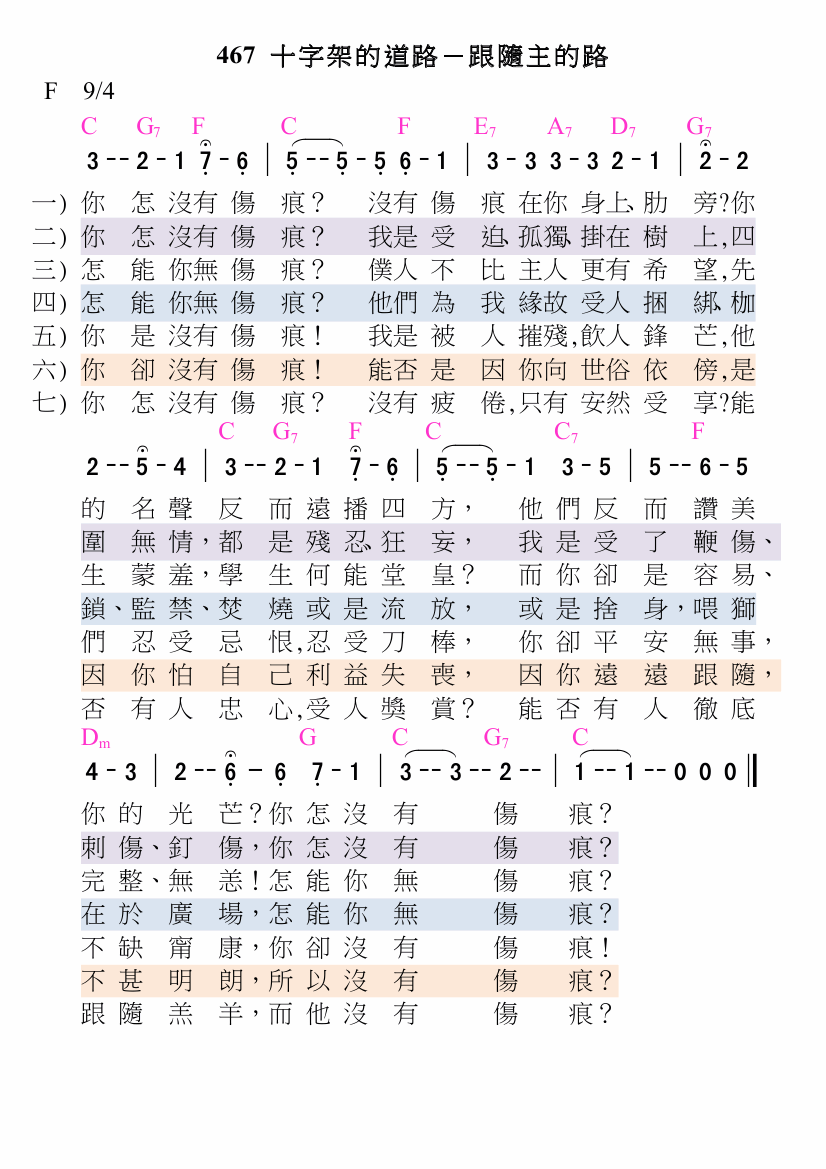 467 十字架的道路－跟隨主的路
F 9/4
C G7 F C F E7 A7 D7 G7
3 -- 2 - 1 7̣ - 6̣ | 5̣ -- 5̣ - 5̣ 6̣ - 1 | 3 - 3 3 - 3 2 - 1 | 2 - 2
一) 你怎沒有傷痕？沒有傷痕在你身上、肋旁?你
二) 你怎沒有傷痕？我是受迫、孤獨、掛在樹上,四
三) 怎能你無傷痕？僕人不比主人更有希望,先
四) 怎能你無傷痕？他們為我緣故受人捆綁、枷
五) 你是沒有傷痕！我是被人摧殘,飲人鋒芒,他
六) 你卻沒有傷痕！能否是因你向世俗依傍,是
七) 你怎沒有傷痕？沒有疲倦,只有安然受享?能
C G7 F C C7 F
2 -- 5̣ - 4 | 3 -- 2 - 1 7̣ - 6̣ | 5̣ -- 5̣ - 1 3 - 5 | 5 -- 6 - 5
的名聲反而遠播四方，他們反而讚美
圍無情，都是殘忍、狂妄，我是受了鞭傷、
生蒙羞，學生何能堂皇？而你卻是容易、
鎖、監禁、焚燒或是流放，或是捨身，喂獅
們忍受忌恨,忍受刀棒，你卻平安無事，
因你怕自己利益失喪，因你遠遠跟隨，
否有人忠心,受人獎賞？能否有人徹底
Dm G C G7 C
4 - 3 | 2 -- 6̣ － 6̣ 7̣ - 1 | 3 -- 3 -- 2 -- | 1 -- 1 -- 0 0 0 ‖
你的光芒？你怎沒有傷痕？
刺傷、釘傷，你怎沒有傷痕？
完整、無恙！怎能你無傷痕？
在於廣場，怎能你無傷痕？
不缺甯康，你卻沒有傷痕！
不甚明朗，所以沒有傷痕？
跟隨羔羊，而他沒有傷痕？